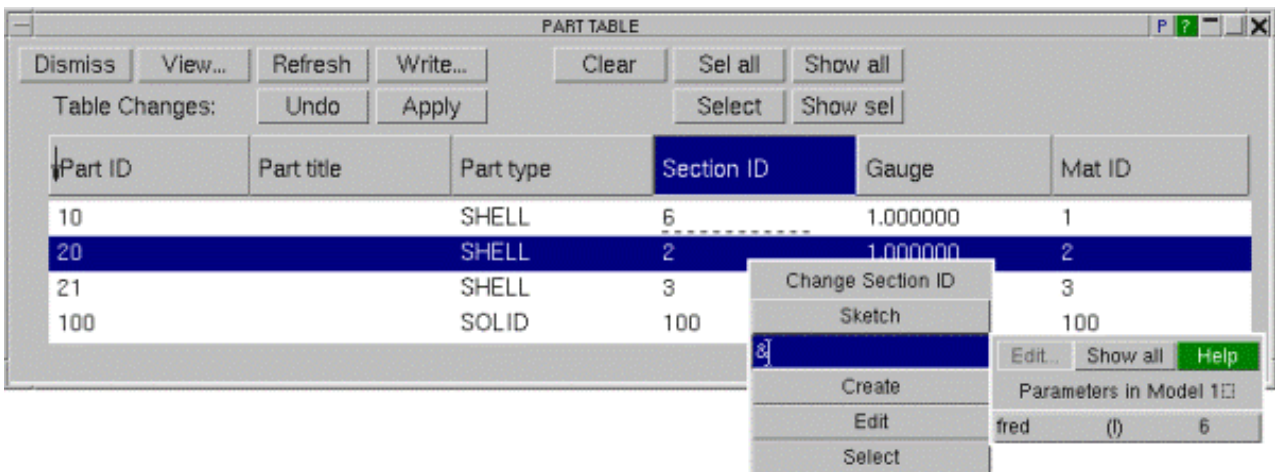 PART TABLE P ?
Dismiss View... Refresh Write... Clear Sel all Show all
Table Changes: Undo Apply Select Show sel
Part ID Part title Part type Section ID Gauge Mat ID
10 SHELL 6 1.000000 1
20 SHELL 2 1.000000 2
21 SHELL 3 3
100 SOLID 100 100
Change Section ID
Sketch
&
Create
Edit
Select
Edit... Show all Help
Parameters in Model 1
fred (I) 6